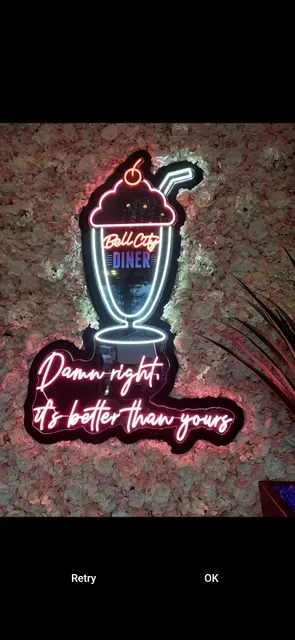 Bell City
DINER
Damn right,
it's better than yours
Retry
OK